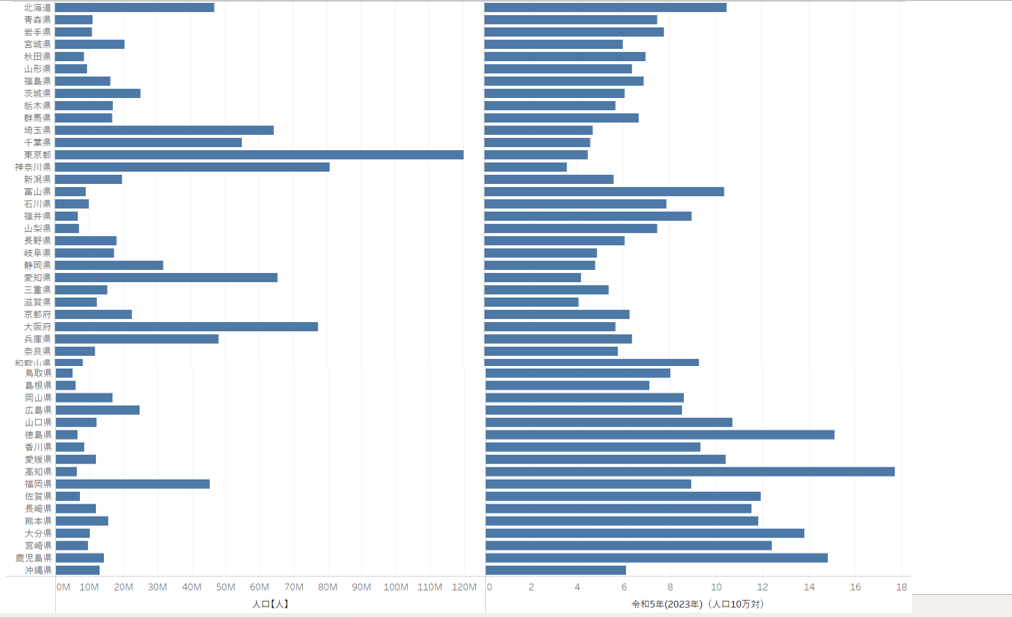 北海道
青森県
岩手県
宮城県
秋田県
山形県
福島県
茨城県
栃木県
群馬県
埼玉県
千葉県
東京都
神奈川県
新潟県
富山県
石川県
福井県
山梨県
長野県
岐阜県
静岡県
愛知県
三重県
滋賀県
京都府
大阪府
兵庫県
奈良県
和歌山県
鳥取県
島根県
岡山県
広島県
山口県
徳島県
香川県
愛媛県
高知県
福岡県
佐賀県
長崎県
熊本県
大分県
宮崎県
鹿児島県
沖縄県
0M 10M 20M 30M 40M 50M 60M 70M 80M 90M 100M 110M 120M 0 2 4 6 8 10 12 14 16 18
人口【人】 令和5年(2023年)（人口10万対）